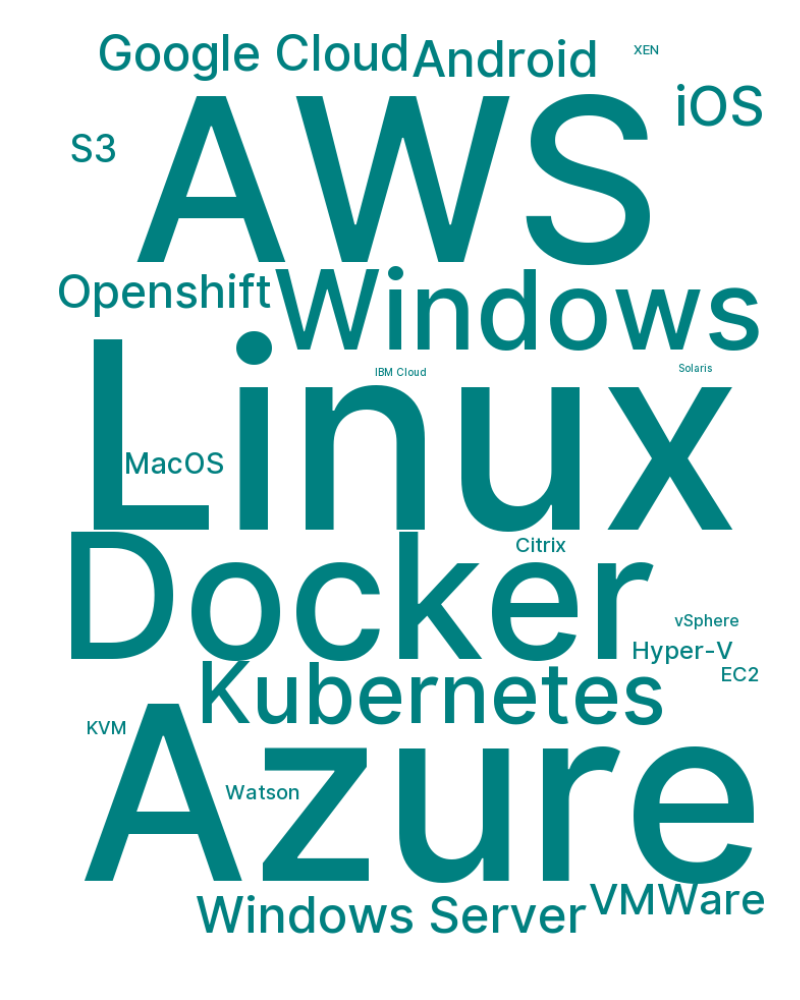 Google Cloud
Android
XEN
iOS
S3
AWS
Openshift
Windows
IBM Cloud
Solaris
Linux
MacOS
Citrix
Docker
vSphere
Hyper-V
EC2
Kubernetes
KVM
Watson
Azure
Windows Server
VMWare